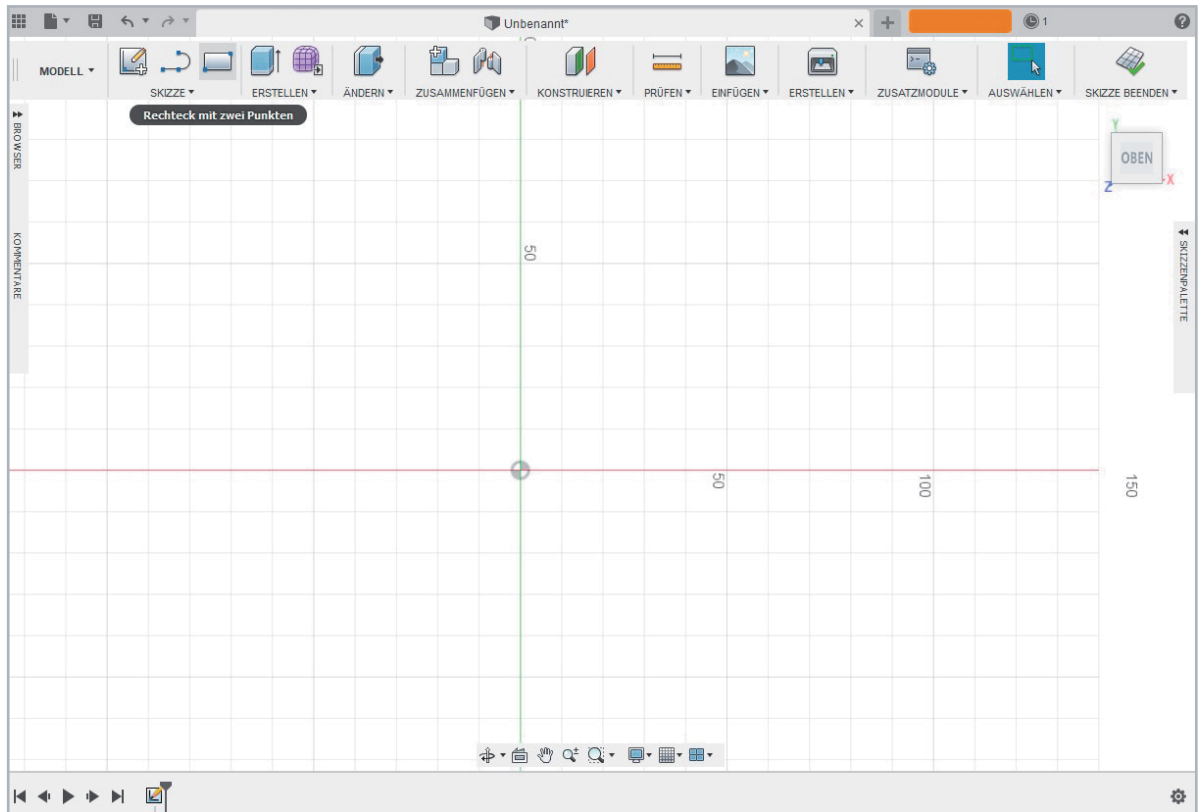 Unbenannt*
1
MODELL
SKIZZE
ERSTELLEN
ÄNDERN
ZUSAMMENFÜGEN
KONSTRUIEREN
PRÜFEN
EINFÜGEN
ERSTELLEN
ZUSATZMODULE
AUSWÄHLEN
SKIZZE BEENDEN
Rechteck mit zwei Punkten
BROWSER
KOMMENTARE
Y
OBEN
Z
X
SKIZZENPALETTE
50
50
100
150